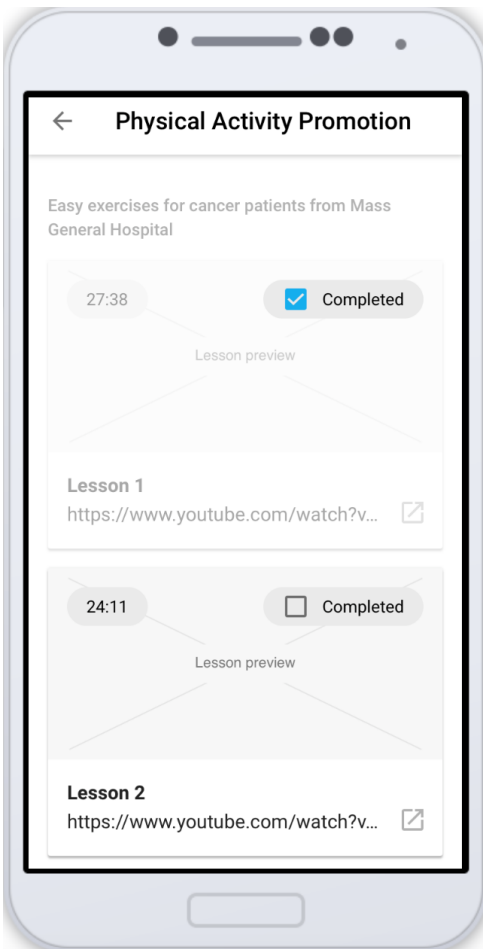 Physical Activity Promotion
Easy exercises for cancer patients from Mass
General Hospital
27:38
Completed
Lesson preview
Lesson 1
https://www.youtube.com/watch?v...
24:11
Completed
Lesson preview
Lesson 2
https://www.youtube.com/watch?v...